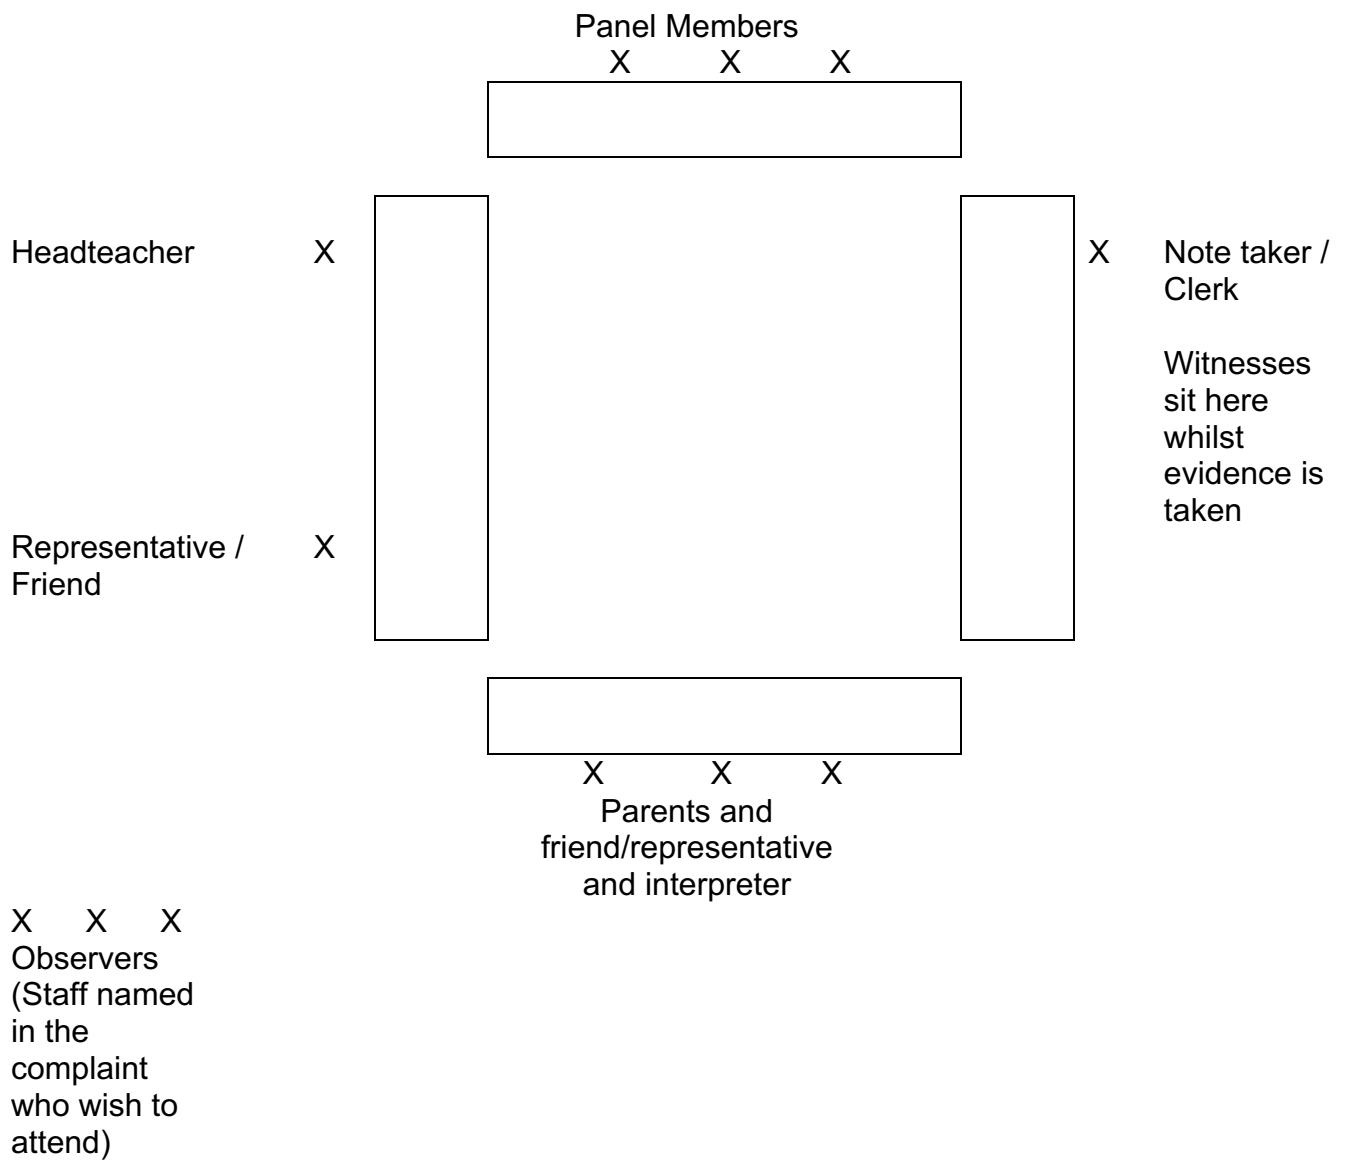 Panel Members
X X X
Headteacher X
X Note taker /
Clerk
Witnesses
sit here
whilst
evidence is
taken
Representative / X
Friend
X X X
Parents and
friend/representative
and interpreter
X X X
Observers
(Staff named
in the
complaint
who wish to
attend)